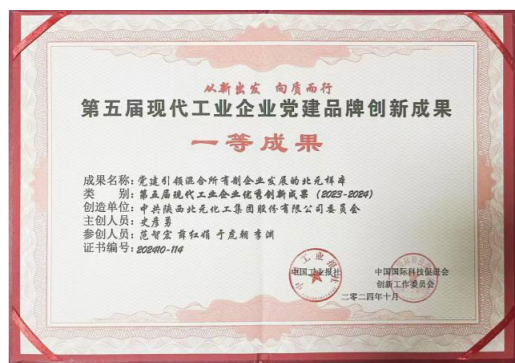 从新出发 向质而行
第五届现代工业企业党建品牌创新成果
一等成果
成果名称：党建引领混合所有制企业发展的北元样本
类 别：第五届现代工业企业优秀创新成果（2023-2024）
创造单位：中共陕西北元化工集团股份有限公司委员会
主创人员：史彦勇
参创人员：范智宏 薛红娟 于虎朝 李渊
证书编号：202410-114
中国工业报社 中国国际科技促进会
创新工作委员会
二零二四年十月